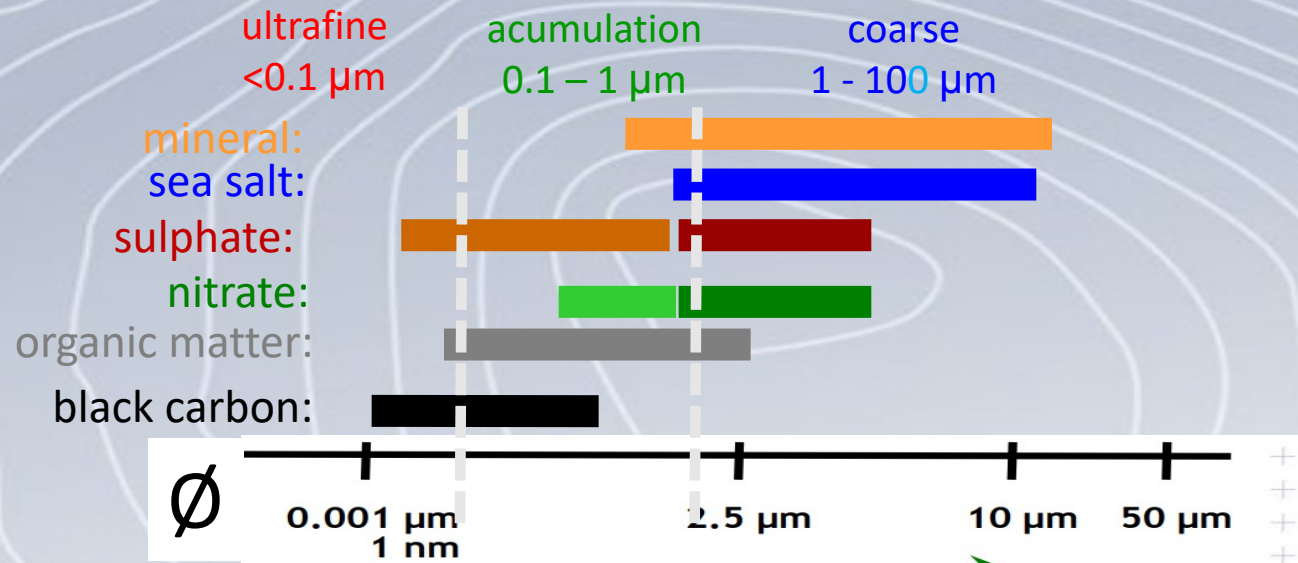 ultrafine
<0.1 µm
acumulation
0.1 – 1 µm
coarse
1 - 100 µm
mineral:
sea salt:
sulphate:
nitrate:
organic matter:
black carbon:
Ø
0.001 µm
1 nm
2.5 µm
10 µm
50 µm